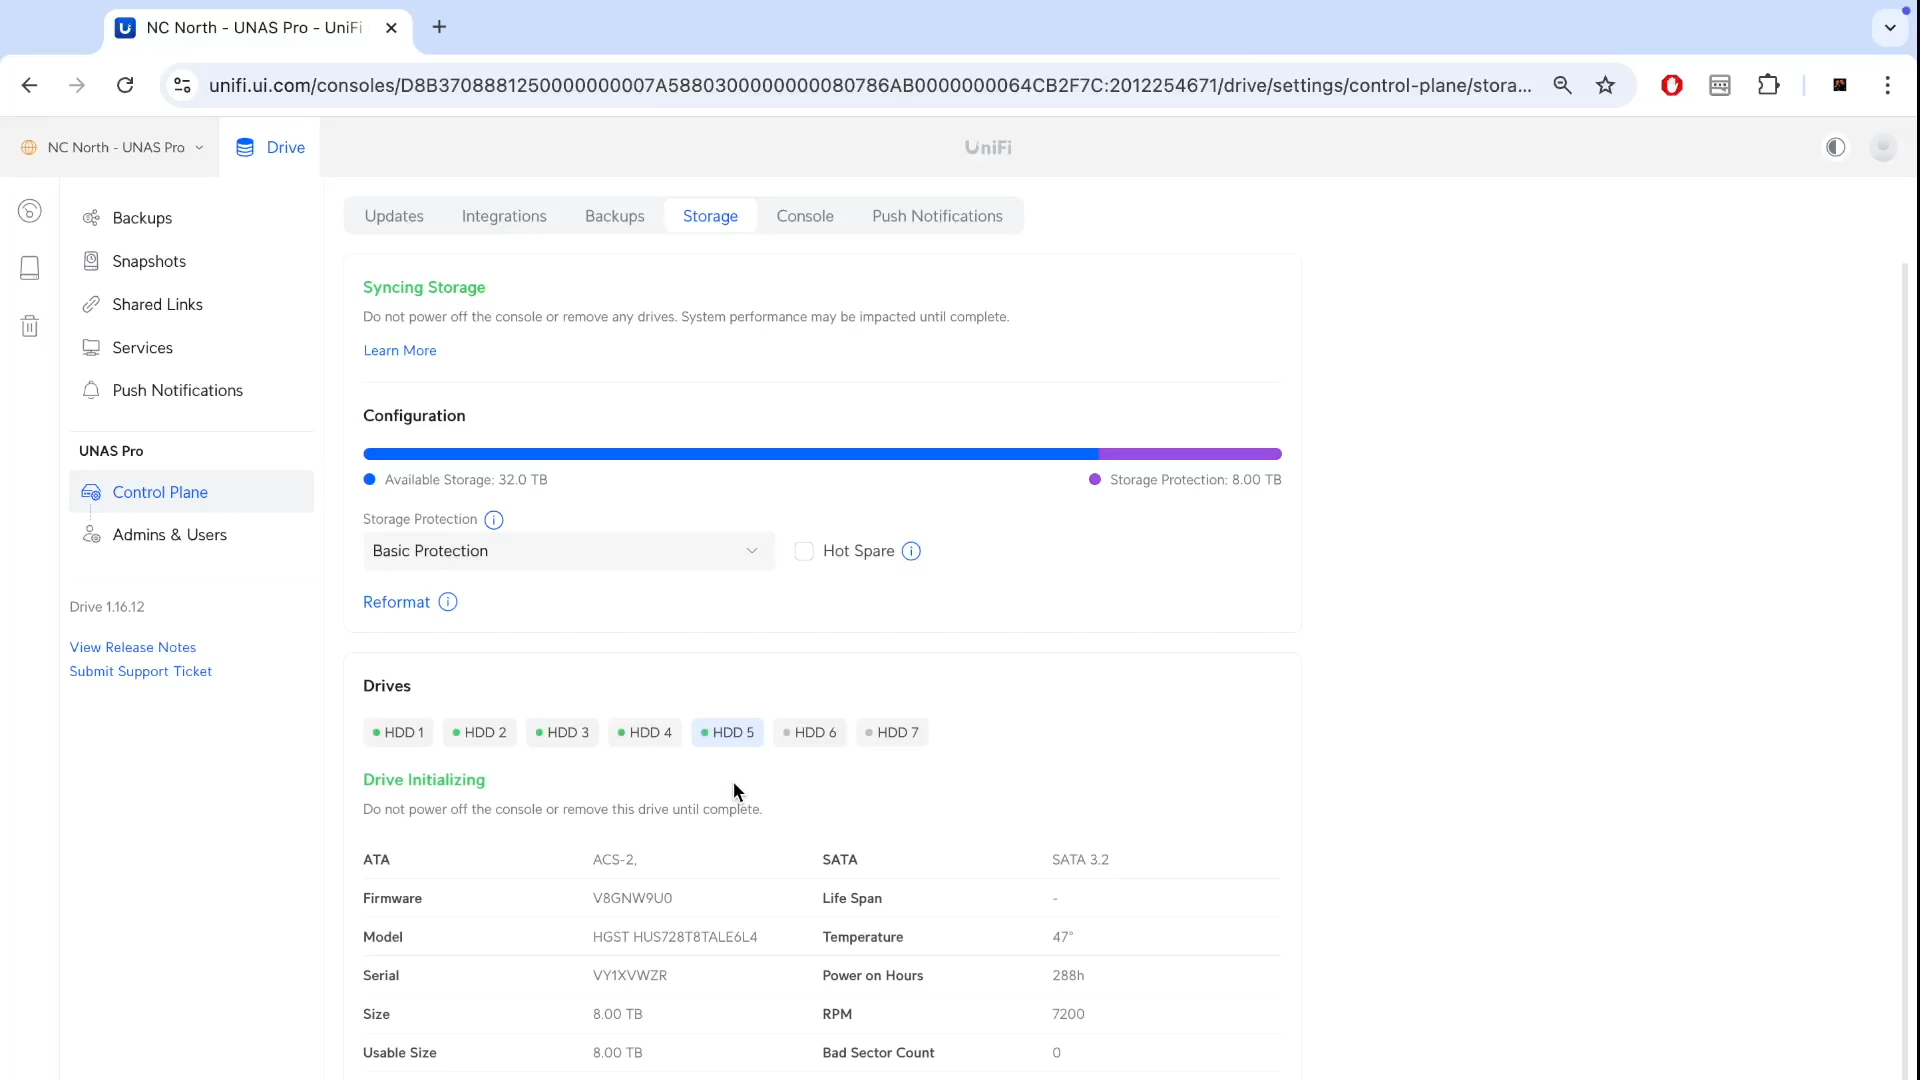 NC North - UNAS Pro - UniFi
unifi.ui.com/consoles/D8B3708881250000000007A5880300000000080786AB0000000064CB2F7C:2012254671/drive/settings/control-plane/stora...
NC North - UNAS Pro
Drive
UniFi
Backups
Snapshots
Shared Links
Services
Push Notifications
UNAS Pro
Control Plane
Admins & Users
Drive 1.16.12
View Release Notes
Submit Support Ticket
Updates
Integrations
Backups
Storage
Console
Push Notifications
Syncing Storage
Do not power off the console or remove any drives. System performance may be impacted until complete.
Learn More
Configuration
Available Storage: 32.0 TB
Storage Protection: 8.00 TB
Storage Protection
Basic Protection
Hot Spare
Reformat
Drives
HDD 1
HDD 2
HDD 3
HDD 4
HDD 5
HDD 6
HDD 7
Drive Initializing
Do not power off the console or remove this drive until complete.
ATA ACS-2, SATA SATA 3.2
Firmware V8GNW9U0 Life Span -
Model HGST HUS728T8TALE6L4 Temperature 47°
Serial VY1XVWZR Power on Hours 288h
Size 8.00 TB RPM 7200
Usable Size 8.00 TB Bad Sector Count 0